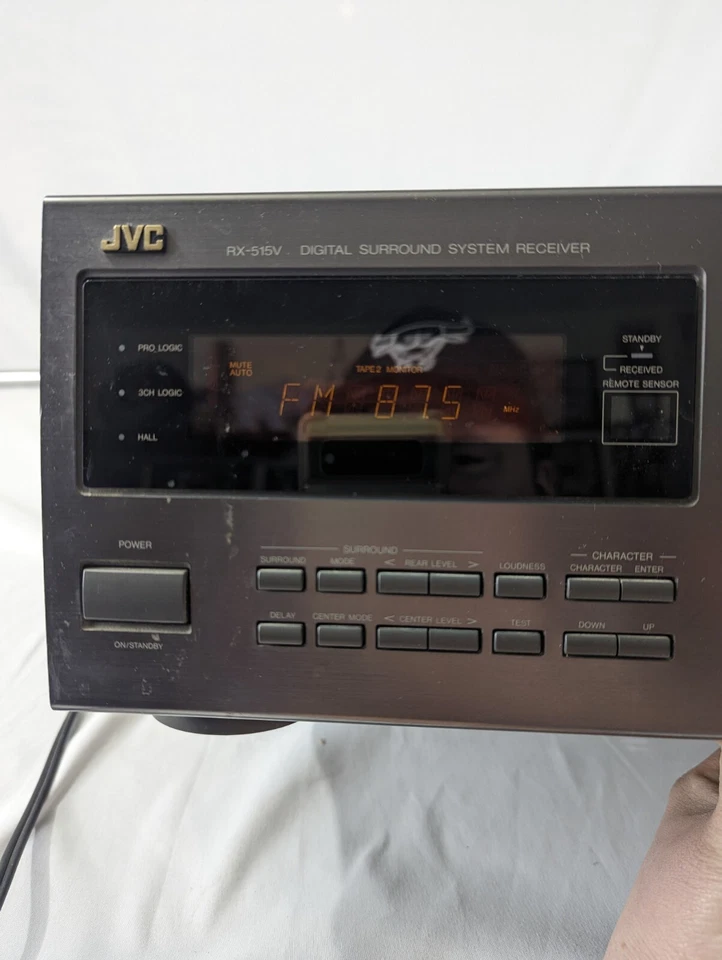 JVC
RX-515V DIGITAL SURROUND SYSTEM RECEIVER
STANDBY
RECEIVED
REMOTE SENSOR
PRO LOGIC
3CH LOGIC
HALL
MUTE
AUTO
TAPE2 MONITOR
FM 87.5 MHz
POWER
ON/STANDBY
SURROUND
SURROUND MODE < REAR LEVEL > LOUDNESS
CHARACTER
CHARACTER ENTER
DELAY CENTER MODE < CENTER LEVEL > TEST DOWN UP